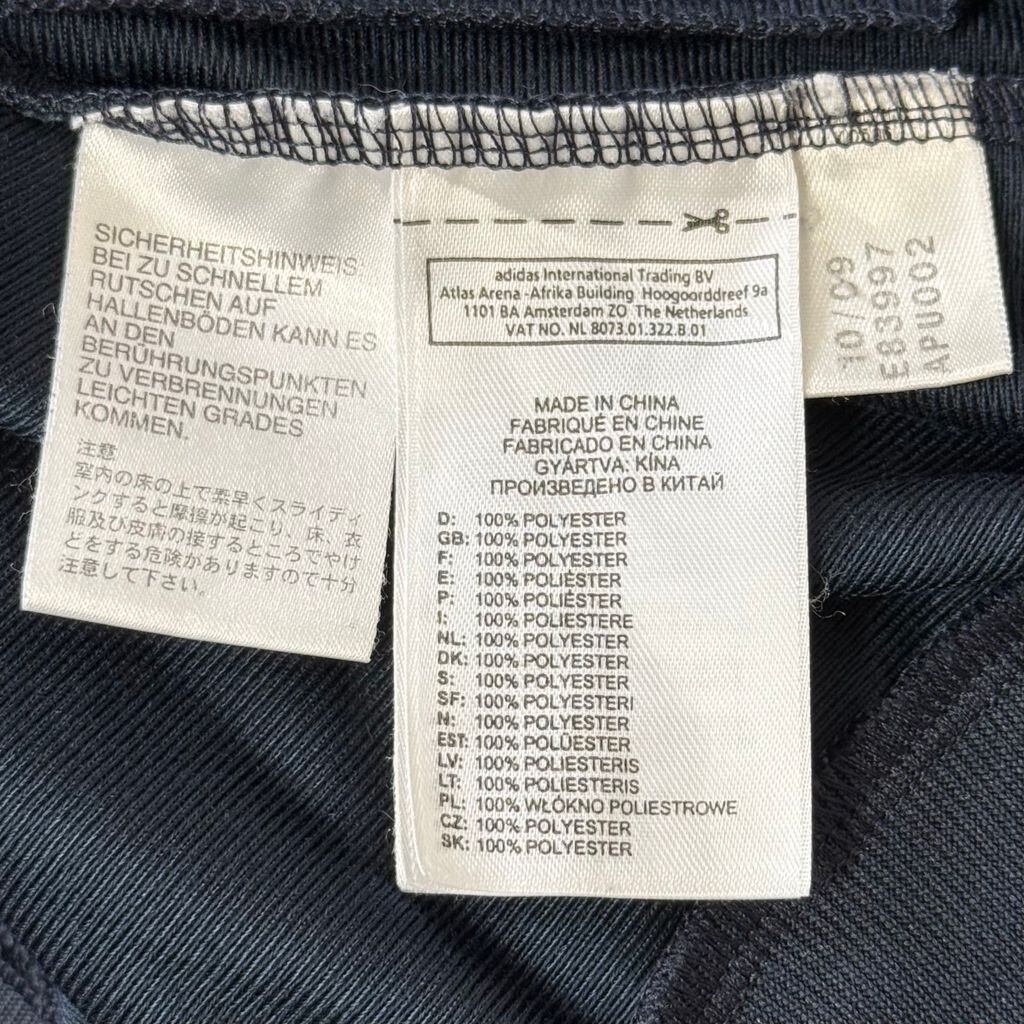 SICHERHEITSHINWEIS:
BEI ZU SCHNELLEM
RUTSCHEN AUF
HALLENBÖDEN KANN ES
AN DEN
BERÜHRUNGSPUNKTEN
ZU VERBRENNUNGEN
LEICHTEN GRADES
KOMMEN.
注意
室内の床の上で素早くスライディ
ングすると摩擦が起こり、床、衣
服及び皮膚の接するところでやけ
どをする危険がありますので十分
注意して下さい。
adidas International Trading BV
Atlas Arena -Afrika Building Hoogoorddreef 9a
1101 BA Amsterdam ZO The Netherlands
VAT NO. NL 8073.01.322.B.01
MADE IN CHINA
FABRIQUÉ EN CHINE
FABRICADO EN CHINA
GYÁRTVA: KÍNA
ПРОИЗВЕДЕНО В КИТАЙ
D: 100% POLYESTER
GB: 100% POLYESTER
F: 100% POLYESTER
E: 100% POLIÉSTER
P: 100% POLIÉSTER
I: 100% POLIESTERE
NL: 100% POLYESTER
DK: 100% POLYESTER
S: 100% POLYESTER
SF: 100% POLYESTERI
N: 100% POLYESTER
EST: 100% POLÜESTER
LV: 100% POLIESTERIS
LT: 100% POLIESTERIS
PL: 100% WŁÓKNO POLIESTROWE
CZ: 100% POLYESTER
SK: 100% POLYESTER
10/09
E83997
APU002